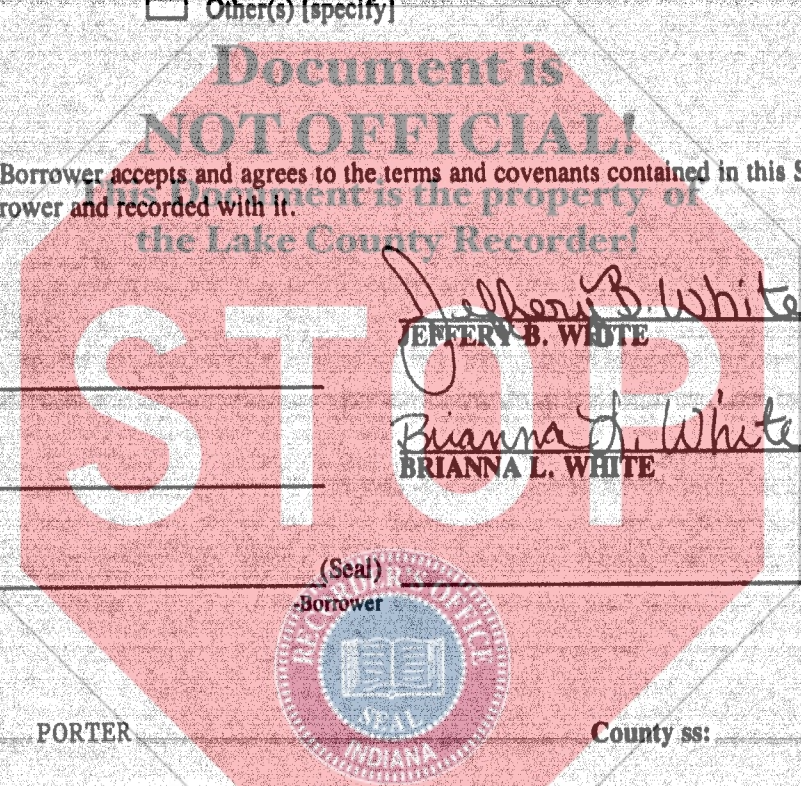 Other(s) [specify]
Document is
NOT OFFICIAL!
Borrower accepts and agrees to the terms and covenants contained in this S
This Document is the property of
rower and recorded with it.
the Lake County Recorder!
Jeffery B. White
JEFFERY B. WHITE
STOP
Brianna L. White
BRIANNA L. WHITE
(Seal)
-Borrower
RECORDER'S OFFICE
SEAL
INDIANA
PORTER County ss: